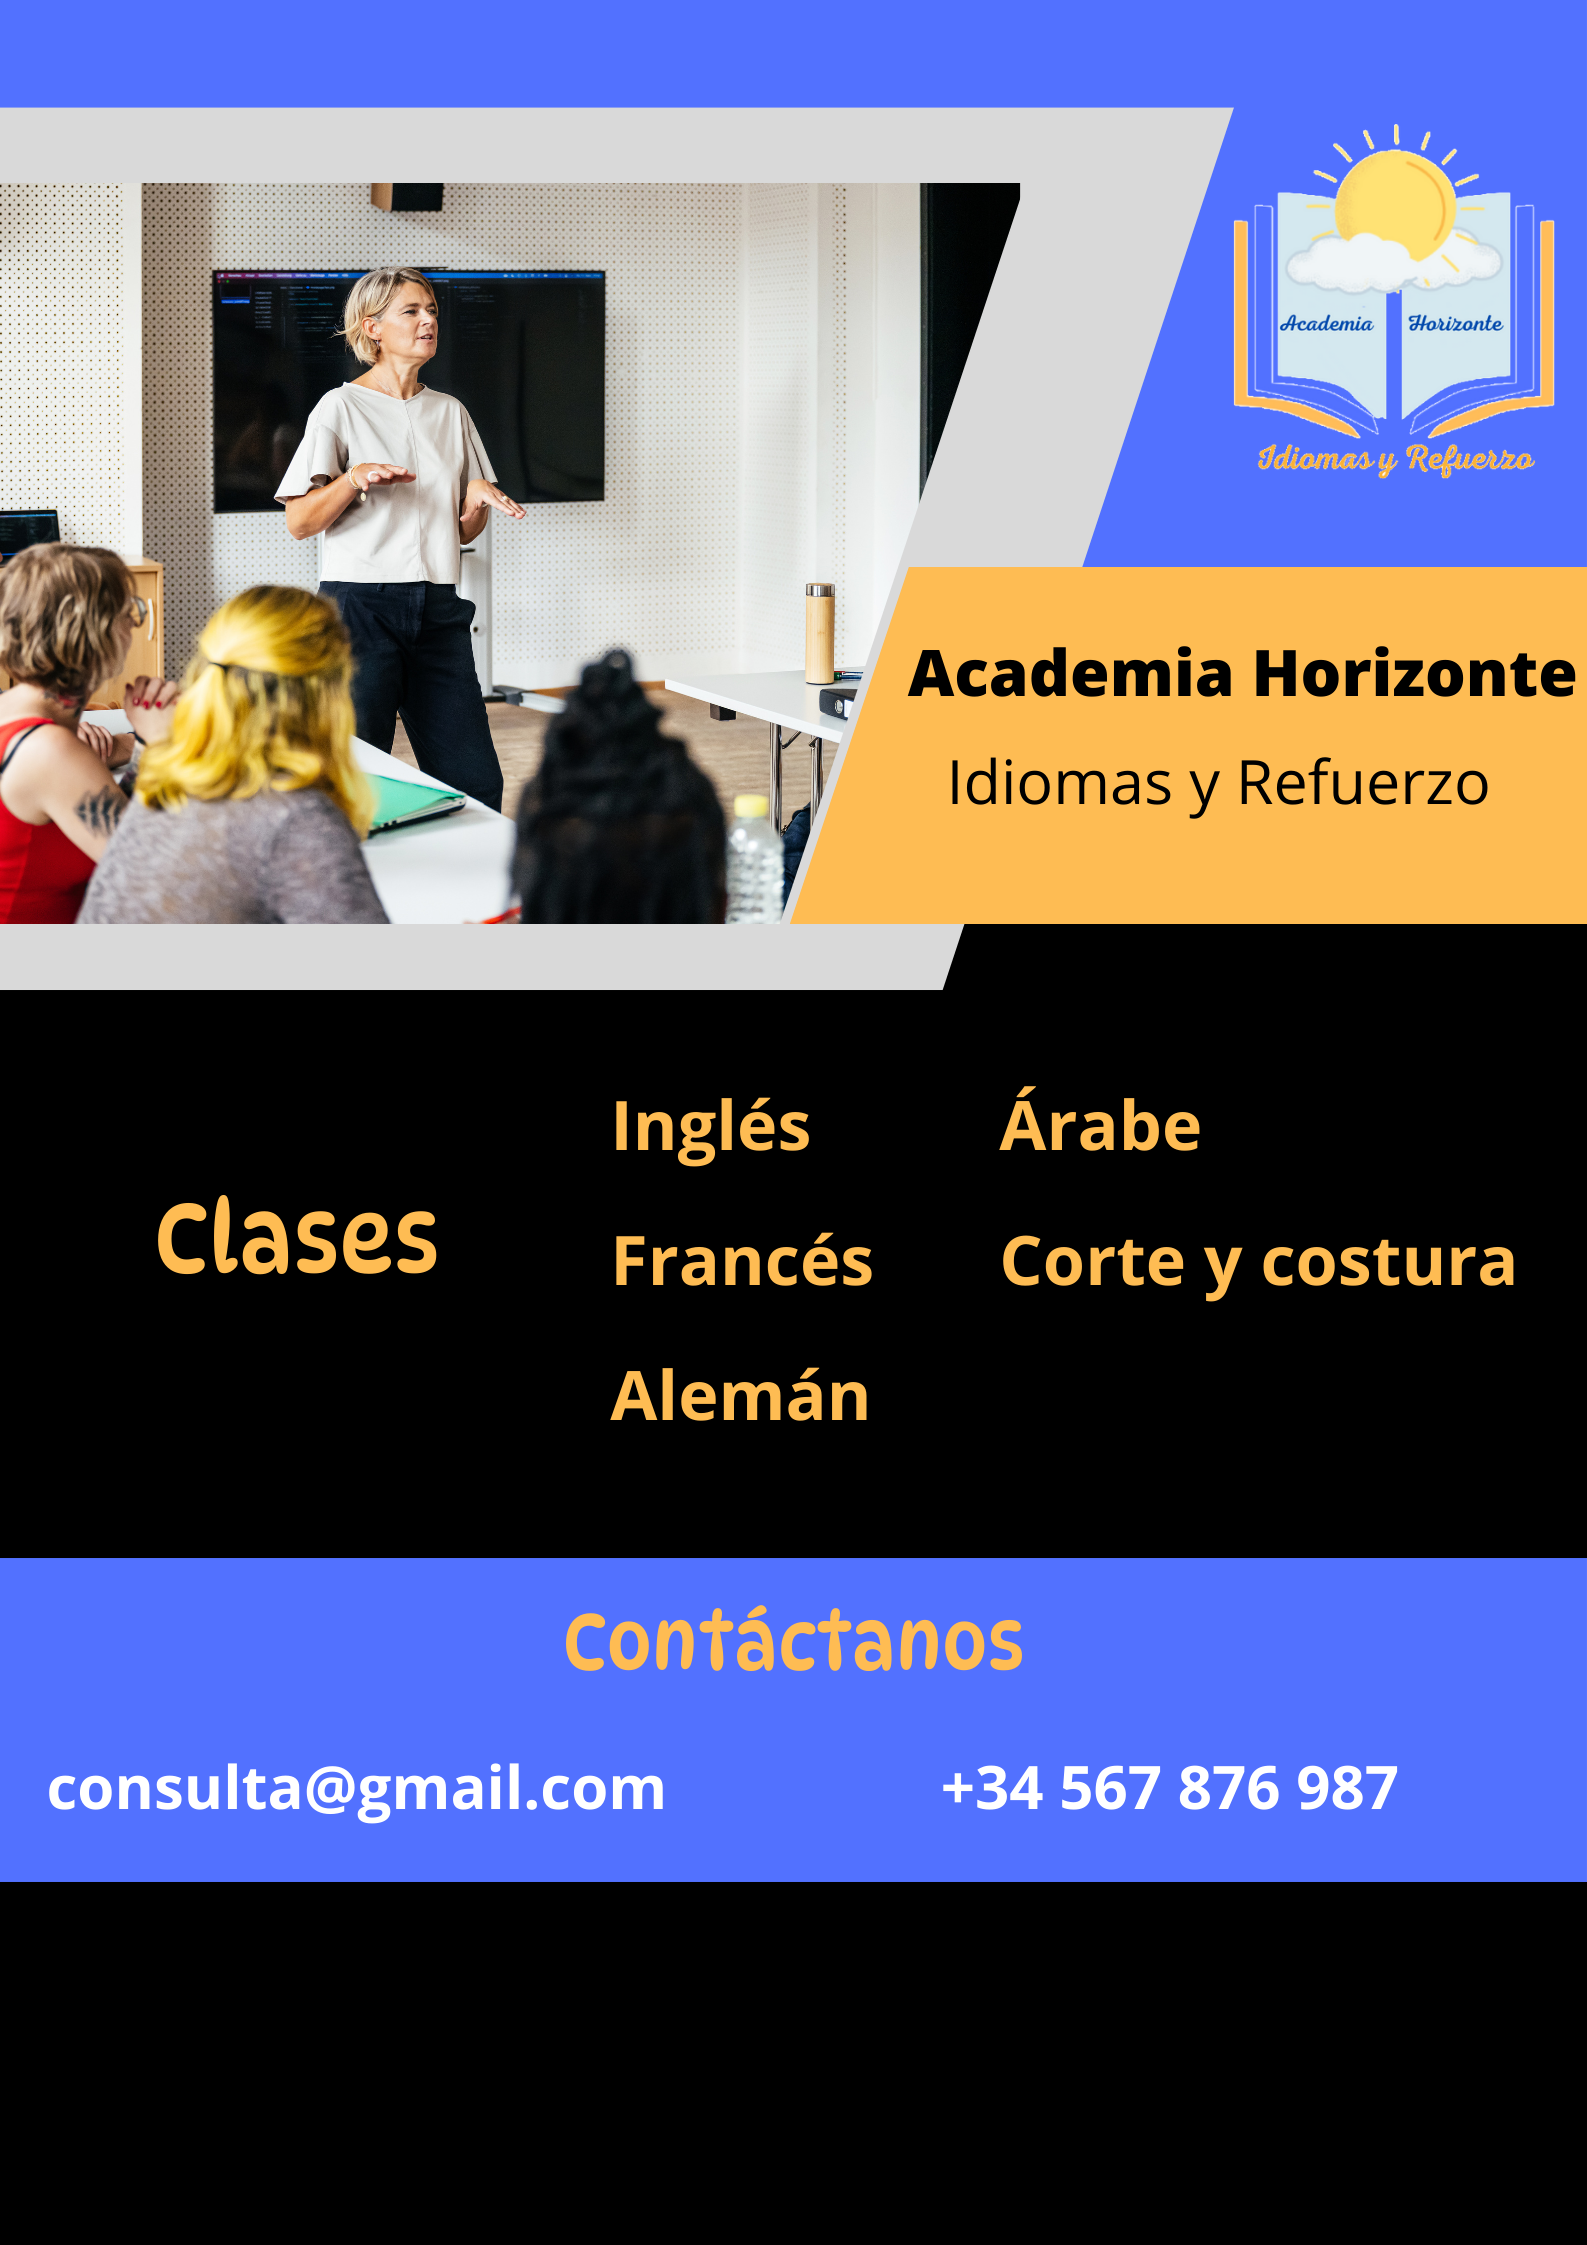 Academia Horizonte
Idiomas y Refuerzo
Academia Horizonte
Idiomas y Refuerzo
Clases
Inglés
Francés
Alemán
Árabe
Corte y costura
Contáctanos
consulta@gmail.com
+34 567 876 987